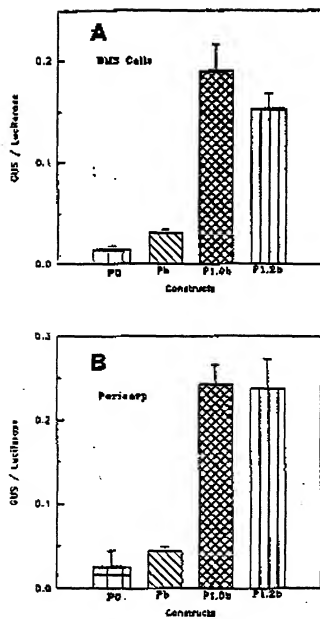 A
BMS Cells
0.2
0.1
0.0
GUS / Luciferase
P0 Pb P1.0b P1.2b
Constructs
B
Pericarp
0.3
0.2
0.1
0.0
GUS / Luciferase
P0 Pb P1.0b P1.2b
Constructs